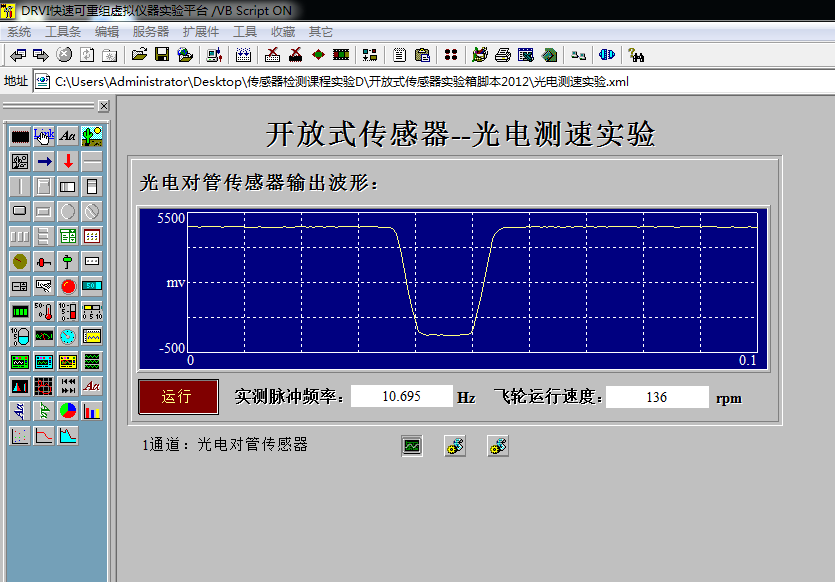 DRVI快速可重组虚拟仪器实验平台 /VB Script ON
系统 工具条 编辑 服务器 扩展件 工具 收藏 其它
地址 C:\Users\Administrator\Desktop\传感器检测课程实验D\开放式传感器实验箱脚本2012\光电测速实验.xml
开放式传感器--光电测速实验
光电对管传感器输出波形：
5500
mv
-500
0 0.1
运行 实测脉冲频率： 10.695 Hz 飞轮运行速度： 136 rpm
1通道：光电对管传感器